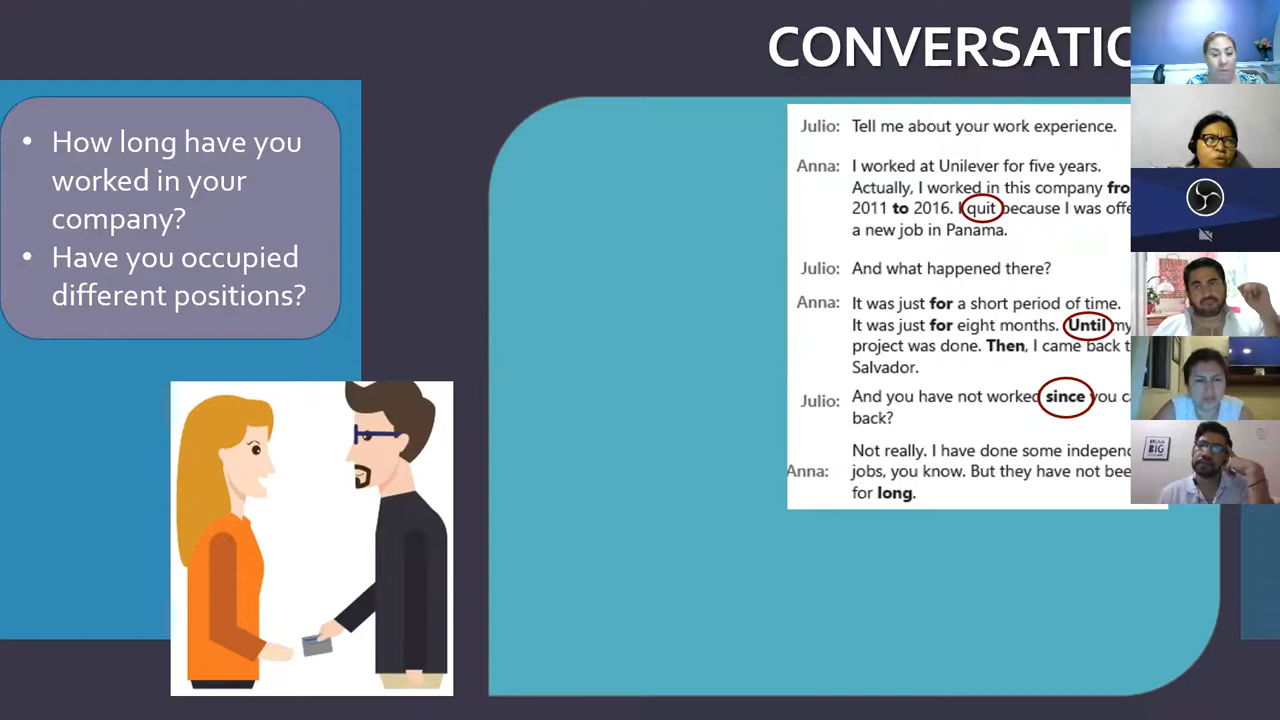 CONVERSATIO
• How long have you
worked in your
company?
• Have you occupied
different positions?
Julio: Tell me about your work experience.
Anna: I worked at Unilever for five years.
Actually, I worked in this company fro
2011 to 2016. I quit because I was offe
a new job in Panama.
Julio: And what happened there?
Anna: It was just for a short period of time.
It was just for eight months. Until my
project was done. Then, I came back t
Salvador.
Julio: And you have not worked since you ca
back?
Not really. I have done some independ
Anna: jobs, you know. But they have not bee
for long.
BIG